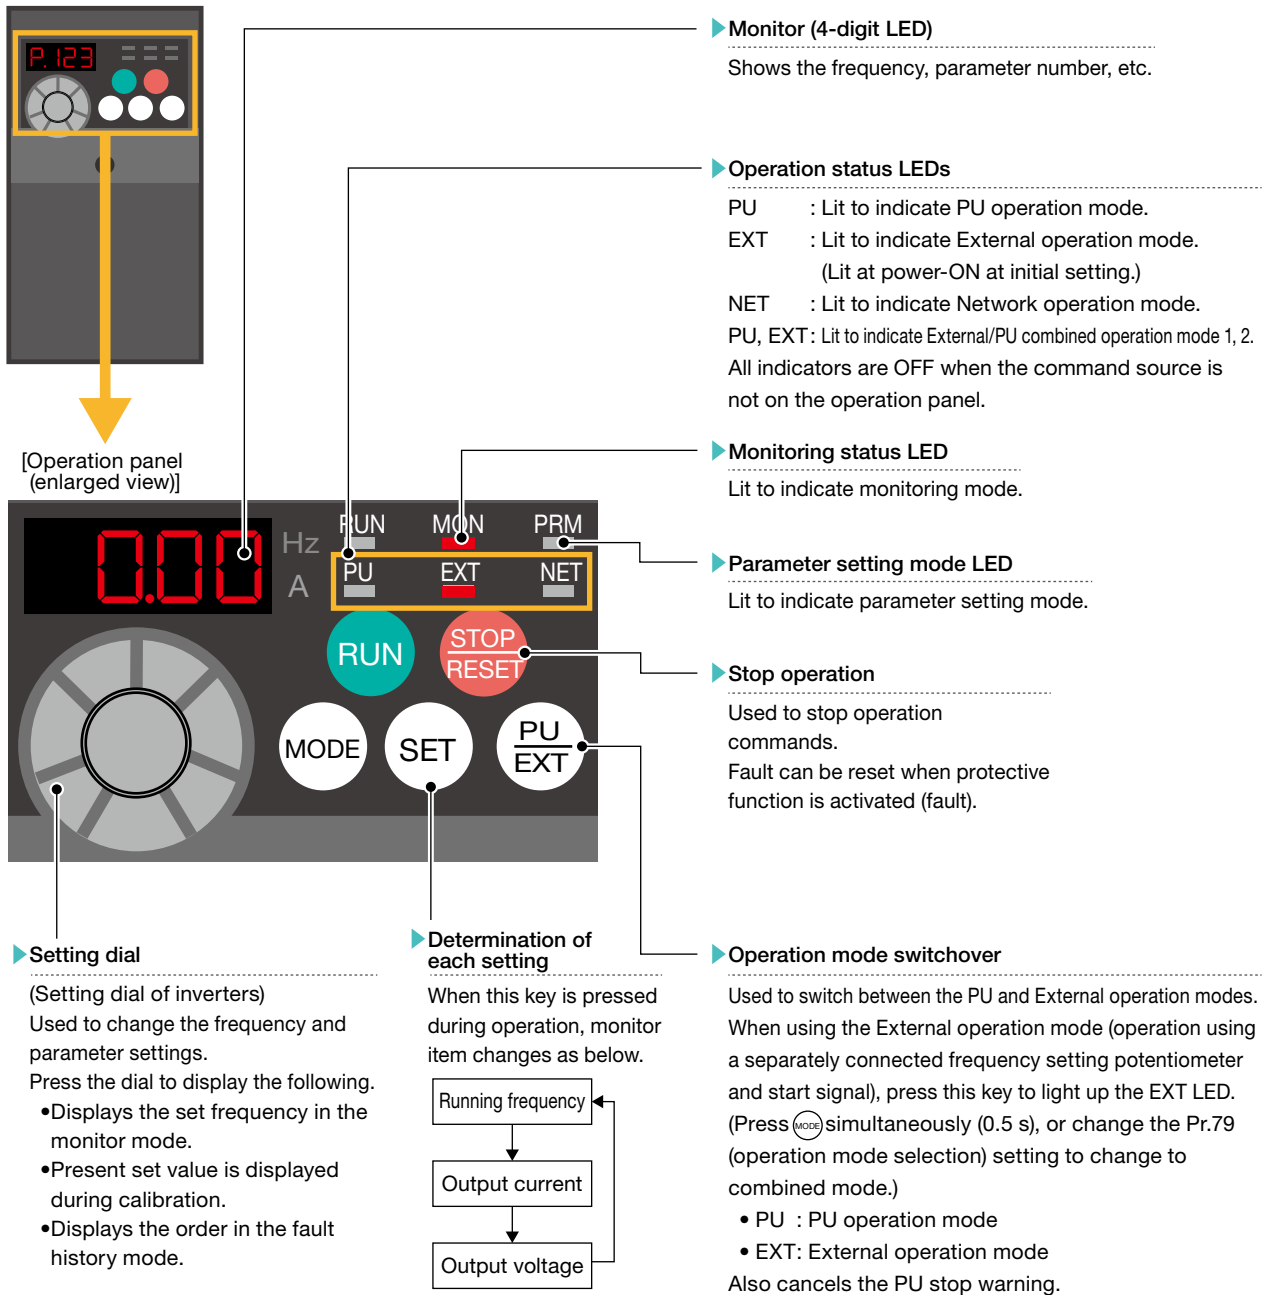 P.123
Monitor (4-digit LED)
Shows the frequency, parameter number, etc.
Operation status LEDs
PU : Lit to indicate PU operation mode.
EXT : Lit to indicate External operation mode.
(Lit at power-ON at initial setting.)
NET : Lit to indicate Network operation mode.
PU, EXT : Lit to indicate External/PU combined operation mode 1, 2.
All indicators are OFF when the command source is
not on the operation panel.
Monitoring status LED
Lit to indicate monitoring mode.
Parameter setting mode LED
Lit to indicate parameter setting mode.
Stop operation
Used to stop operation
commands.
Fault can be reset when protective
function is activated (fault).
[Operation panel
(enlarged view)]
0.00
Hz
A
RUN MON PRM
PU EXT NET
RUN
STOP
RESET
MODE
SET
PU
EXT
Setting dial
(Setting dial of inverters)
Used to change the frequency and
parameter settings.
Press the dial to display the following.
•Displays the set frequency in the
monitor mode.
•Present set value is displayed
during calibration.
•Displays the order in the fault
history mode.
Determination of
each setting
When this key is pressed
during operation, monitor
item changes as below.
Running frequency
Output current
Output voltage
Operation mode switchover
Used to switch between the PU and External operation modes.
When using the External operation mode (operation using
a separately connected frequency setting potentiometer
and start signal), press this key to light up the EXT LED.
(Press MODE simultaneously (0.5 s), or change the Pr.79
(operation mode selection) setting to change to
combined mode.)
• PU : PU operation mode
• EXT: External operation mode
Also cancels the PU stop warning.